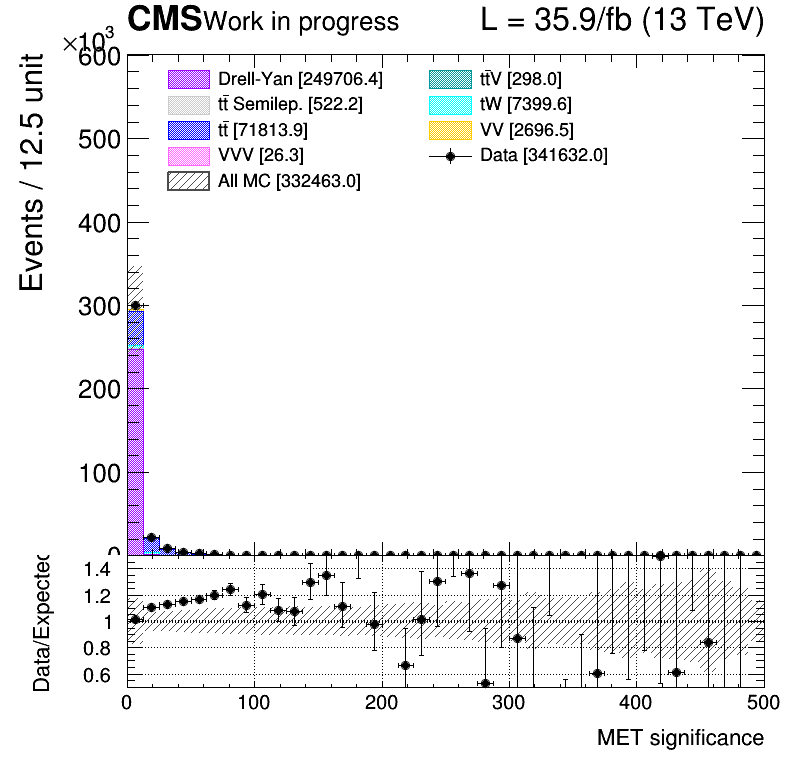 CMS Work in progress L = 35.9/fb (13 TeV)
×10³
Events / 12.5 unit
600
500
400
300
200
100
0
Drell-Yan [249706.4]
tt̄ Semilep. [522.2]
tt̄ [71813.9]
VVV [26.3]
All MC [332463.0]
tt̄V [298.0]
tW [7399.6]
VV [2696.5]
Data [341632.0]
Data/Expected
1.4
1.2
1
0.8
0.6
0 100 200 300 400 500
MET significance